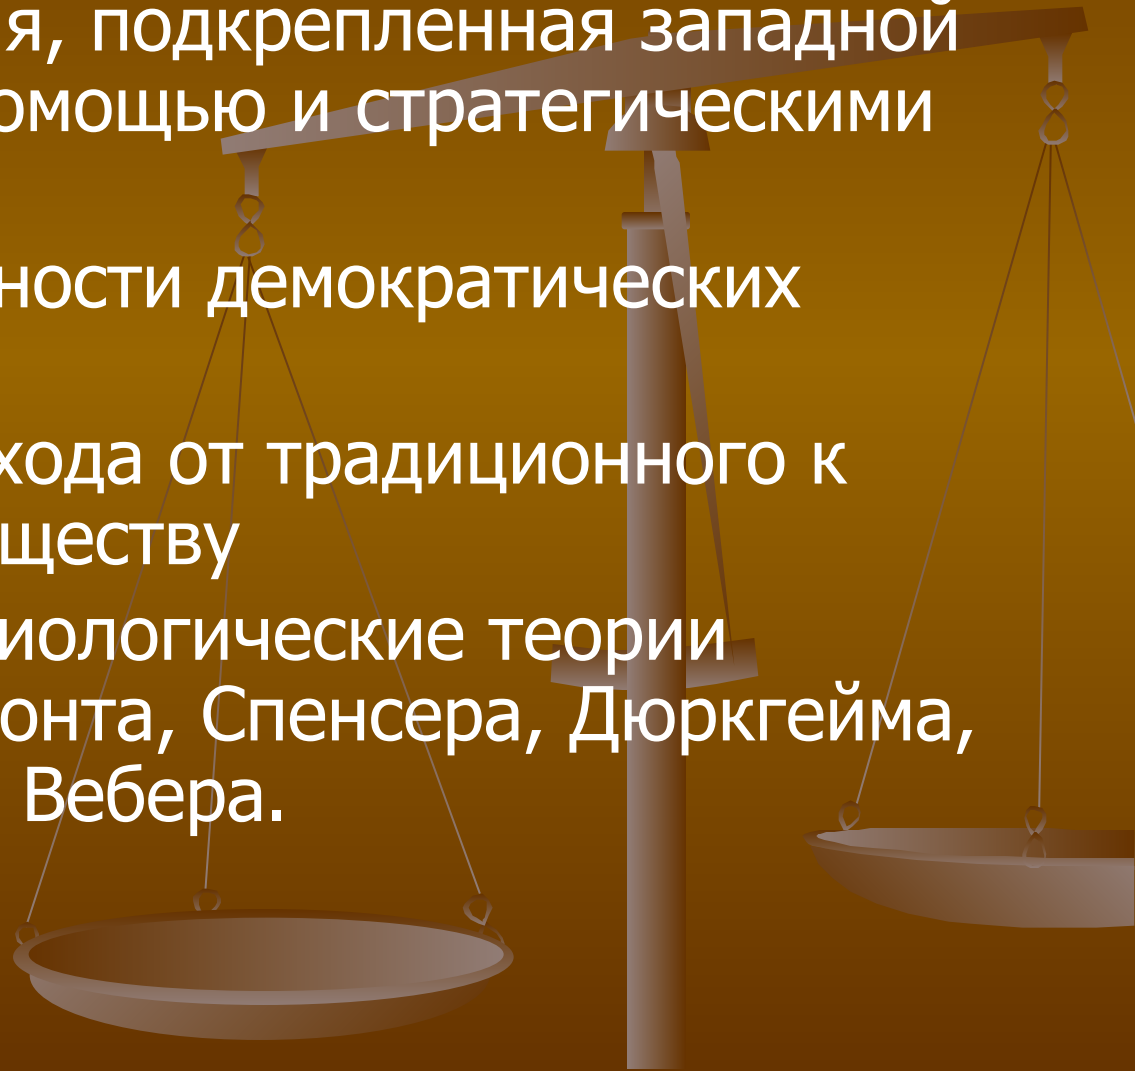 я, подкрепленная западной
омощью и стратегическими
ности демократических
хода от традиционного к
ществу
иологические теории
онта, Спенсера, Дюркгейма,
Вебера.